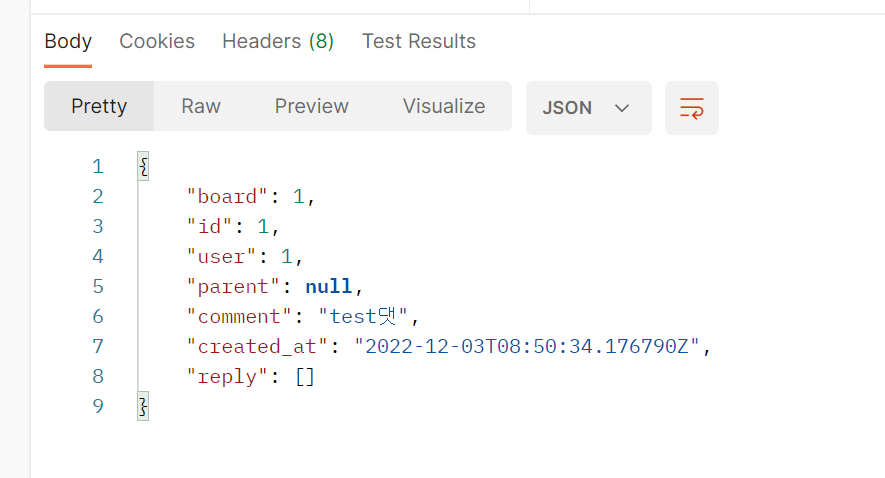 Body Cookies Headers (8) Test Results
Pretty Raw Preview Visualize JSON
1 {
2 "board": 1,
3 "id": 1,
4 "user": 1,
5 "parent": null,
6 "comment": "test댓",
7 "created_at": "2022-12-03T08:50:34.176790Z",
8 "reply": []
9 }